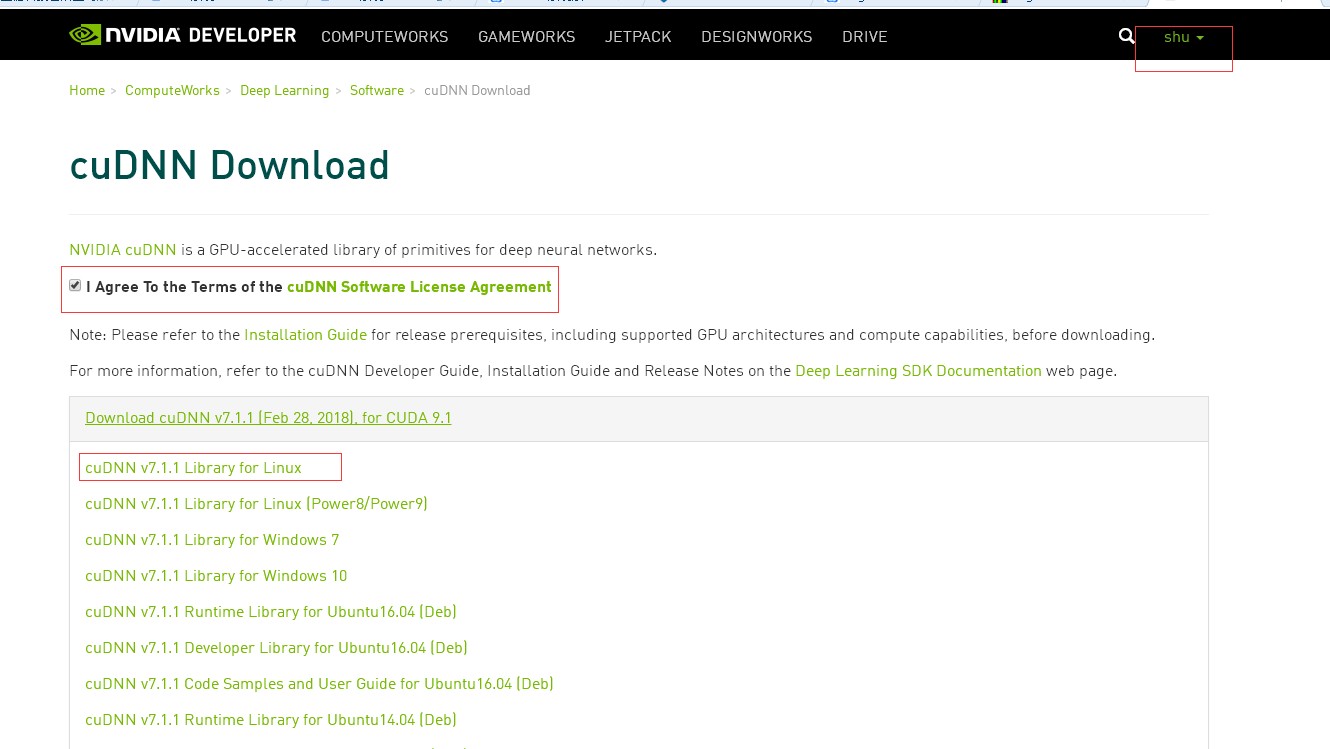 NVIDIA DEVELOPER COMPUTEWORKS GAMEWORKS JETPACK DESIGNWORKS DRIVE shu
Home > ComputeWorks > Deep Learning > Software > cuDNN Download
cuDNN Download
NVIDIA cuDNN is a GPU-accelerated library of primitives for deep neural networks.
I Agree To the Terms of the cuDNN Software License Agreement
Note: Please refer to the Installation Guide for release prerequisites, including supported GPU architectures and compute capabilities, before downloading.
For more information, refer to the cuDNN Developer Guide, Installation Guide and Release Notes on the Deep Learning SDK Documentation web page.
Download cuDNN v7.1.1 (Feb 28, 2018), for CUDA 9.1
cuDNN v7.1.1 Library for Linux
cuDNN v7.1.1 Library for Linux (Power8/Power9)
cuDNN v7.1.1 Library for Windows 7
cuDNN v7.1.1 Library for Windows 10
cuDNN v7.1.1 Runtime Library for Ubuntu16.04 (Deb)
cuDNN v7.1.1 Developer Library for Ubuntu16.04 (Deb)
cuDNN v7.1.1 Code Samples and User Guide for Ubuntu16.04 (Deb)
cuDNN v7.1.1 Runtime Library for Ubuntu14.04 (Deb)